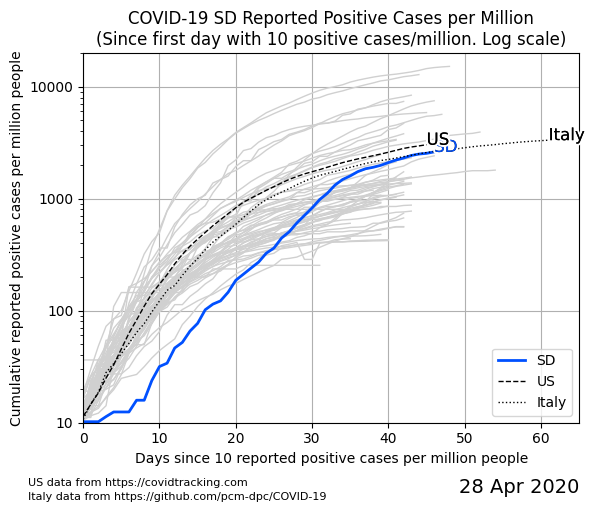 COVID-19 SD Reported Positive Cases per Million
(Since first day with 10 positive cases/million. Log scale)
Cumulative reported positive cases per million people
10000
1000
100
10
US
SD
Italy
SD
US
Italy
0
10
20
30
40
50
60
Days since 10 reported positive cases per million people
US data from https://covidtracking.com
Italy data from https://github.com/pcm-dpc/COVID-19
28 Apr 2020